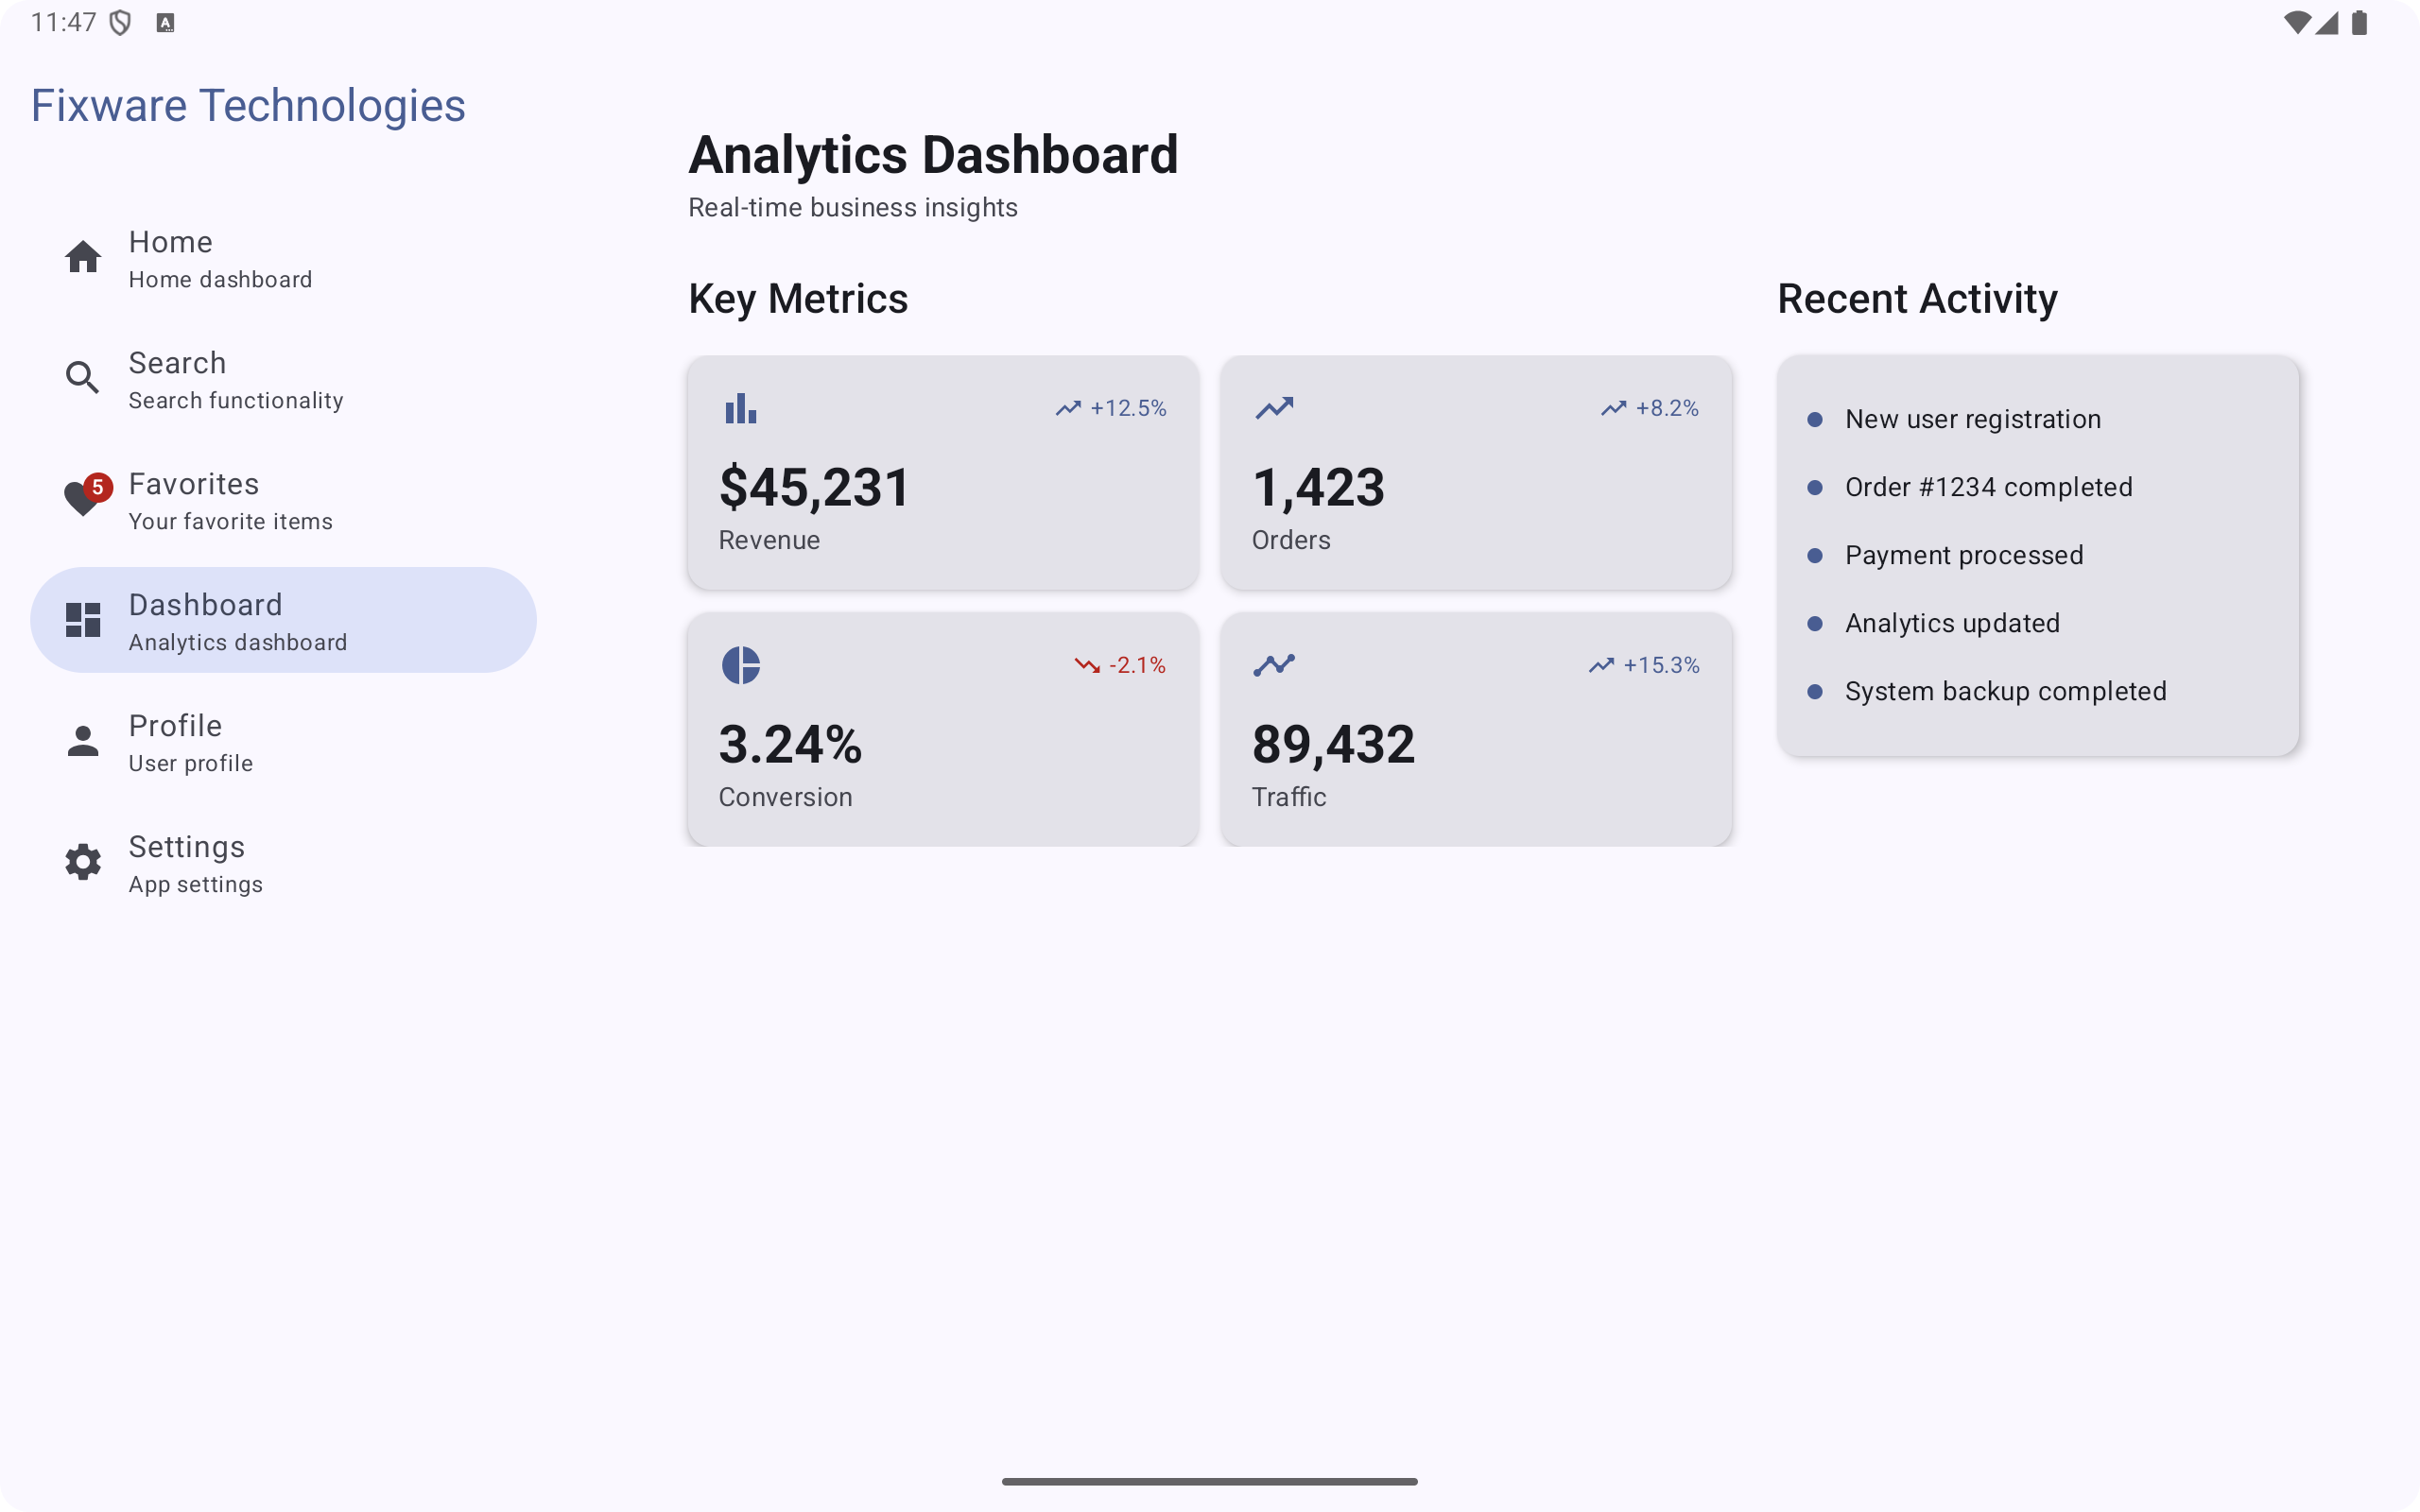 11:47
Fixware Technologies
Home
Home dashboard
Search
Search functionality
5
Favorites
Your favorite items
Dashboard
Analytics dashboard
Profile
User profile
Settings
App settings
Analytics Dashboard
Real-time business insights
Key Metrics
+12.5%
$45,231
Revenue
+8.2%
1,423
Orders
-2.1%
3.24%
Conversion
+15.3%
89,432
Traffic
Recent Activity
New user registration
Order #1234 completed
Payment processed
Analytics updated
System backup completed